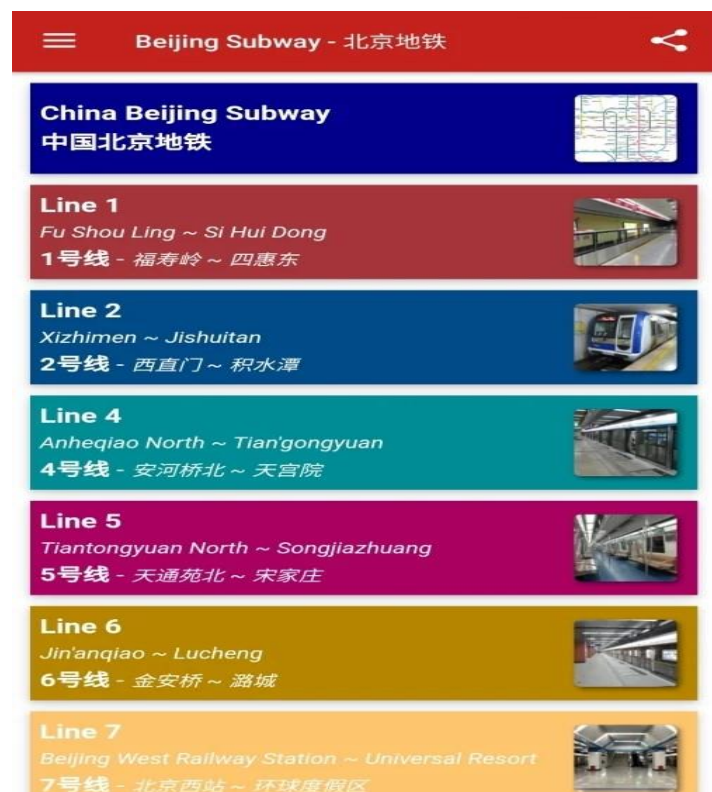 Beijing Subway - 北京地铁
China Beijing Subway
中国北京地铁
Line 1
Fu Shou Ling ~ Si Hui Dong
1号线 - 福寿岭 ~ 四惠东
Line 2
Xizhimen ~ Jishuitan
2号线 - 西直门 ~ 积水潭
Line 4
Anheqiao North ~ Tian'gongyuan
4号线 - 安河桥北 ~ 天宫院
Line 5
Tiantongyuan North ~ Songjiazhuang
5号线 - 天通苑北 ~ 宋家庄
Line 6
Jin'anqiao ~ Lucheng
6号线 - 金安桥 ~ 潞城
Line 7
Beijing West Railway Station ~ Universal Resort
7号线 - 北京西站 ~ 环球度假区